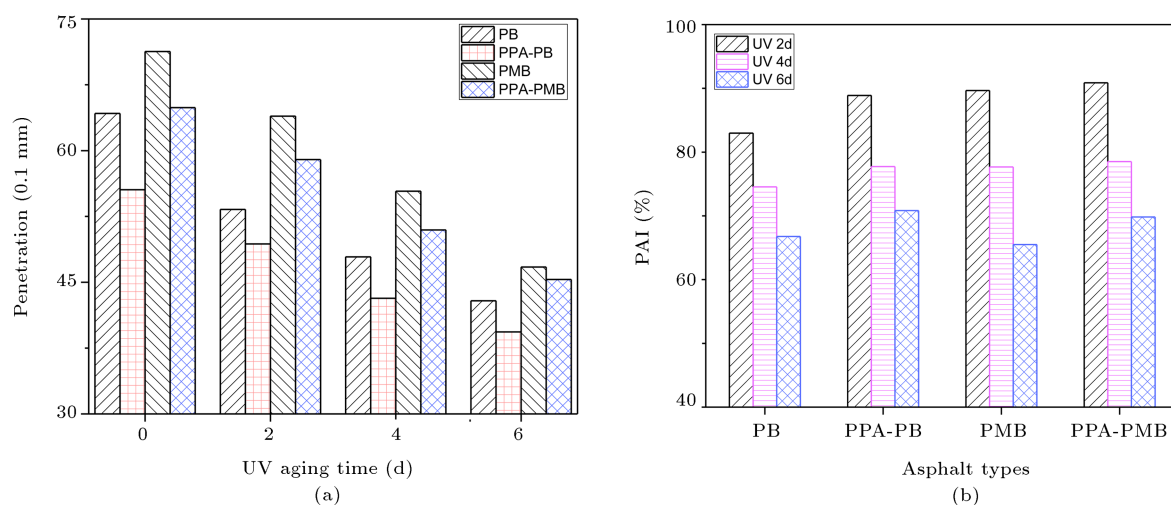 75
60
45
30
Penetration (0.1 mm)
PB
PPA-PB
PMB
PPA-PMB
0 2 4 6
UV aging time (d)
(a)
100
80
60
40
PAI (%)
UV 2d
UV 4d
UV 6d
PB PPA-PB PMB PPA-PMB
Asphalt types
(b)